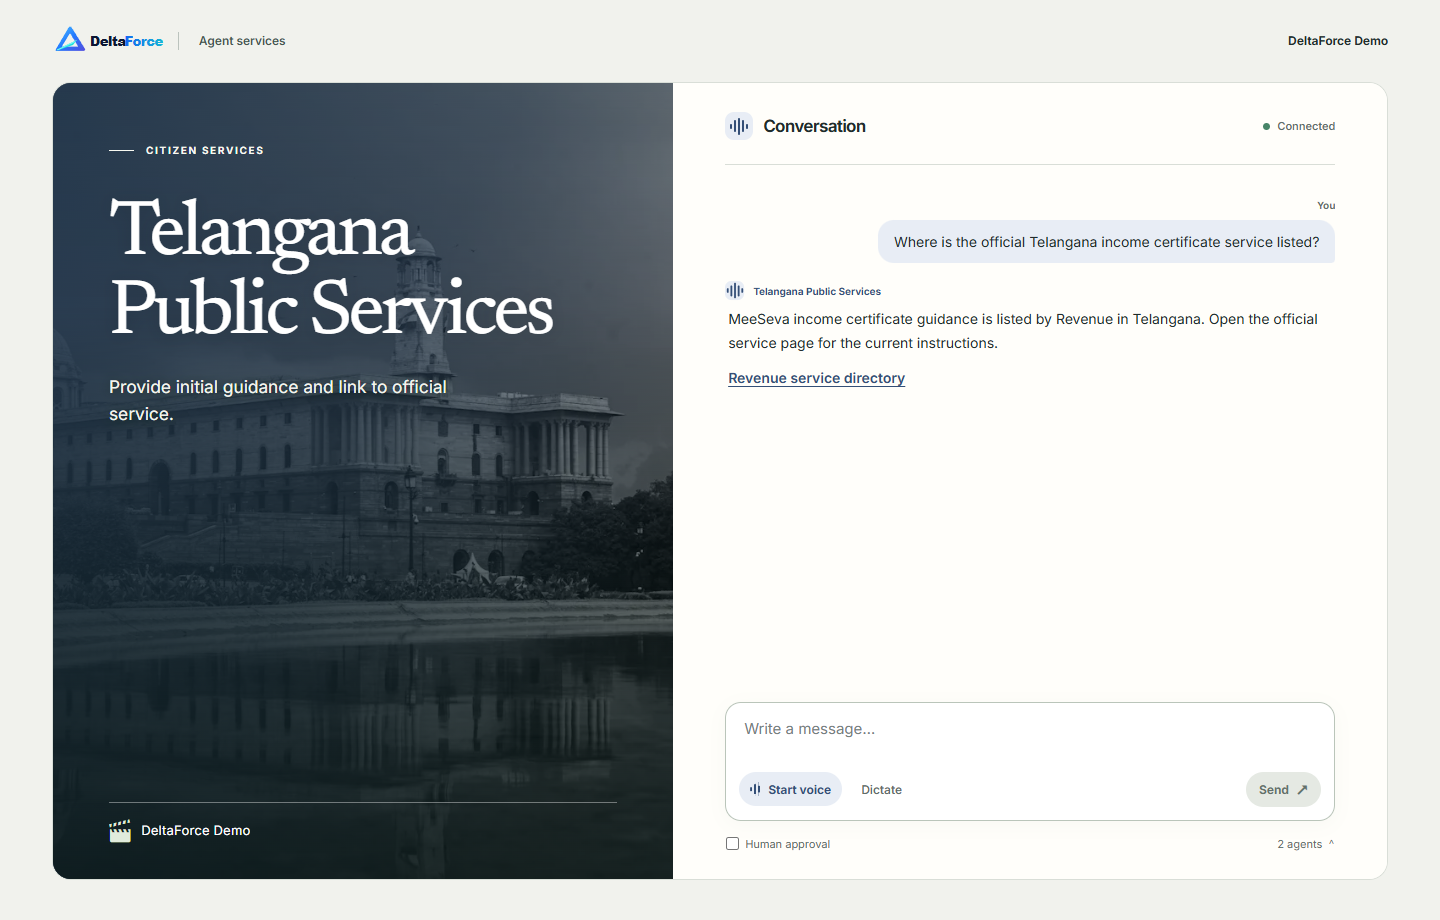 DeltaForce
Agent services
DeltaForce Demo
CITIZEN SERVICES
Telangana
Public Services
Provide initial guidance and link to official
service.
DeltaForce Demo
Conversation
Connected
You
Where is the official Telangana income certificate service listed?
Telangana Public Services
MeeSeva income certificate guidance is listed by Revenue in Telangana. Open the official
service page for the current instructions.
Revenue service directory
Write a message...
Start voice
Dictate
Send ↗
Human approval
2 agents ^